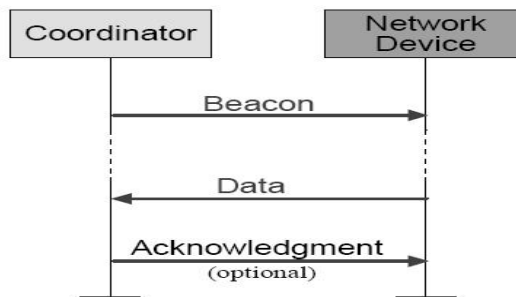 Coordinator
Network
Device
Beacon
Data
Acknowledgment
(optional)